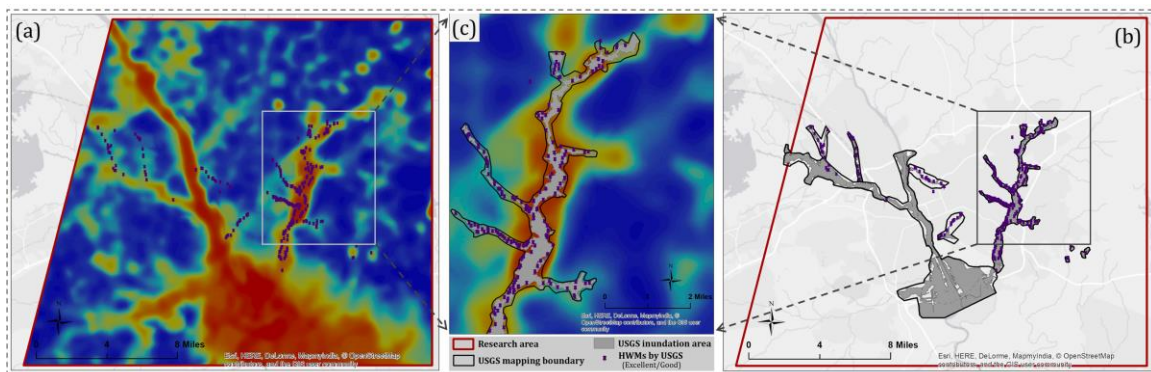 (a)
N
0 4 8 Miles
Esri, HERE, DeLorme, MapmyIndia, © OpenStreetMap
contributors, and the GIS user community
(c)
N
0 1 2 Miles
Esri, HERE, DeLorme, MapmyIndia, ©
OpenStreetMap contributors, and the GIS user
community
Research area
USGS mapping boundary
USGS inundation area
HWMs by USGS
(Excellent/Good)
(b)
N
0 4 8 Miles
Esri, HERE, DeLorme, MapmyIndia, © OpenStreetMap
contributors, and the GIS user community